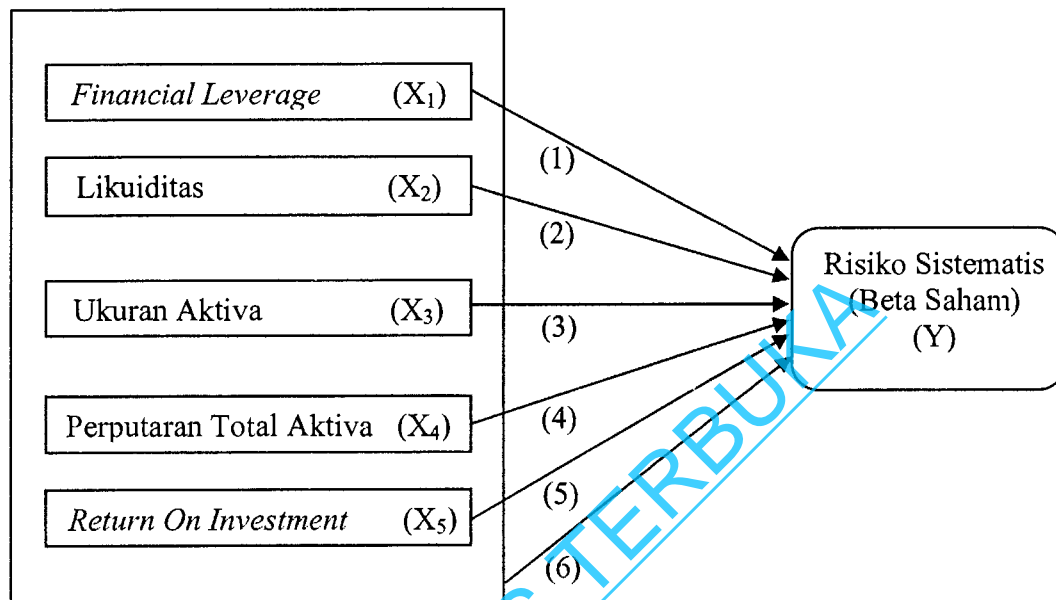 Financial Leverage (X₁)
Likuiditas (X₂)
Ukuran Aktiva (X₃)
Perputaran Total Aktiva (X₄)
Return On Investment (X₅)
(1)
(2)
(3)
(4)
(5)
(6)
Risiko Sistematis
(Beta Saham)
(Y)
TERBUKA